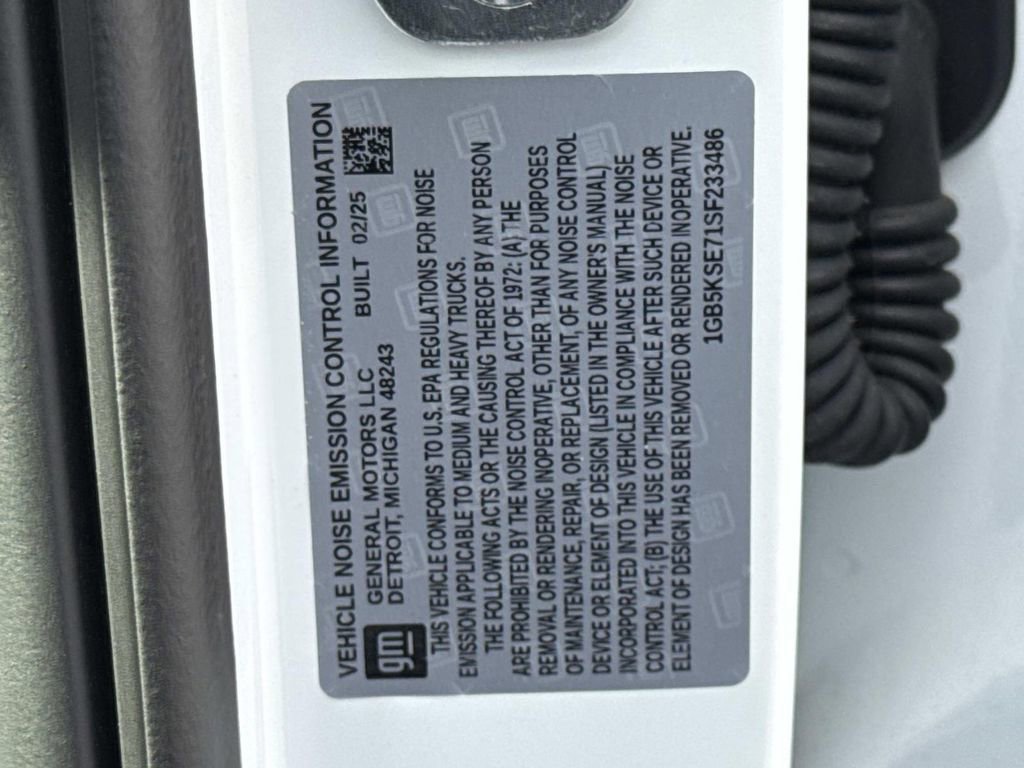 VEHICLE NOISE EMISSION CONTROL INFORMATION
gm
GENERAL MOTORS LLC BUILT 02/25
DETROIT, MICHIGAN 48243
THIS VEHICLE CONFORMS TO U.S. EPA REGULATIONS FOR NOISE
EMISSION APPLICABLE TO MEDIUM AND HEAVY TRUCKS.
THE FOLLOWING ACTS OR THE CAUSING THEREOF BY ANY PERSON
ARE PROHIBITED BY THE NOISE CONTROL ACT OF 1972: (A) THE
REMOVAL OR RENDERING INOPERATIVE, OTHER THAN FOR PURPOSES
OF MAINTENANCE, REPAIR, OR REPLACEMENT, OF ANY NOISE CONTROL
DEVICE OR ELEMENT OF DESIGN (LISTED IN THE OWNER'S MANUAL)
INCORPORATED INTO THIS VEHICLE IN COMPLIANCE WITH THE NOISE
CONTROL ACT; (B) THE USE OF THIS VEHICLE AFTER SUCH DEVICE OR
ELEMENT OF DESIGN HAS BEEN REMOVED OR RENDERED INOPERATIVE.
1GB5KSE71SF233486